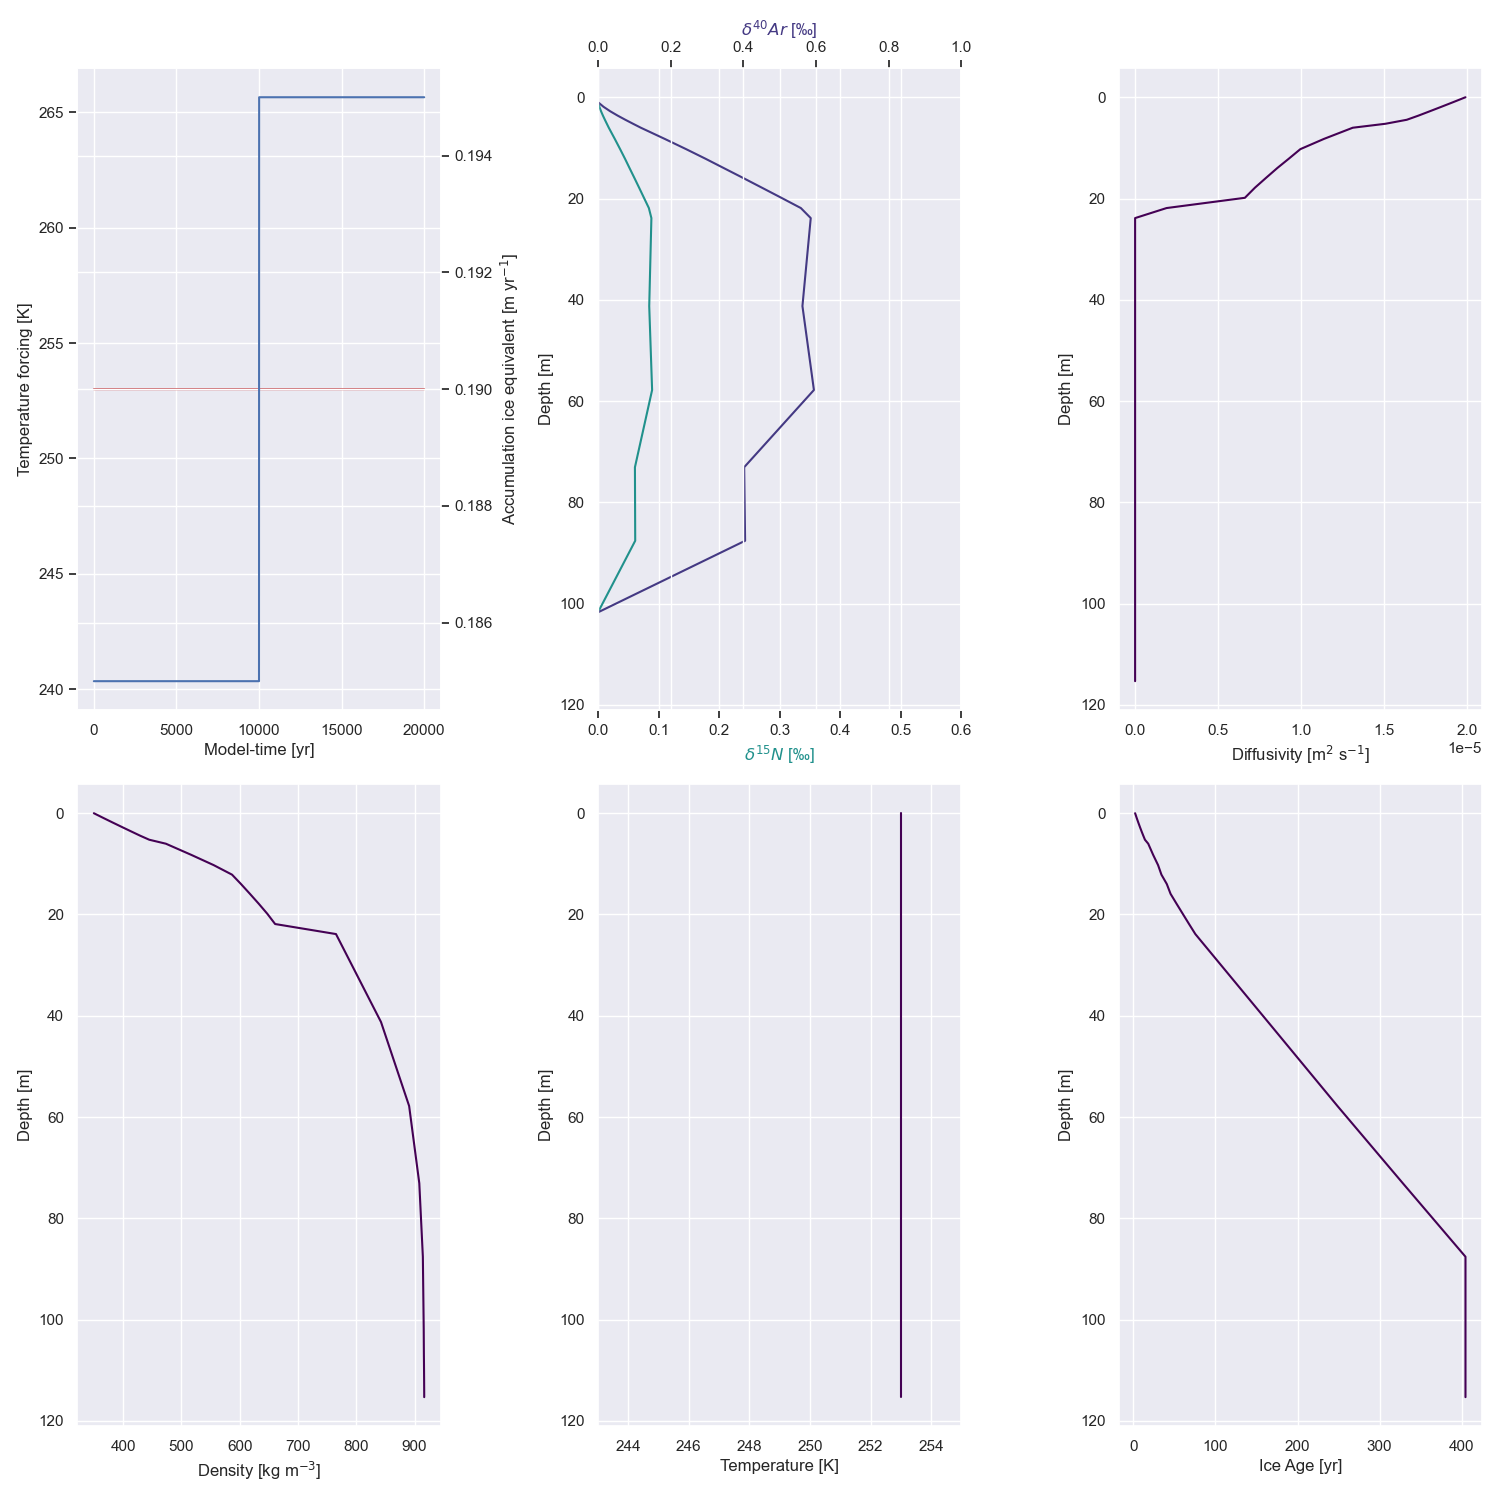 δ⁴⁰Ar [‰]
0.0 0.2 0.4 0.6 0.8 1.0
Temperature forcing [K]
265
260
255
250
245
240
0.194
0.192
0.190
0.188
0.186
Accumulation ice equivalent [m yr⁻¹]
0 5000 10000 15000 20000
Model-time [yr]
Depth [m]
0
20
40
60
80
100
120
0.0 0.1 0.2 0.3 0.4 0.5 0.6
δ¹⁵N [‰]
Depth [m]
0
20
40
60
80
100
120
0.0 0.5 1.0 1.5 2.0
1e−5
Diffusivity [m² s⁻¹]
Depth [m]
0
20
40
60
80
100
120
400 500 600 700 800 900
Density [kg m⁻³]
Depth [m]
0
20
40
60
80
100
120
244 246 248 250 252 254
Temperature [K]
Depth [m]
0
20
40
60
80
100
120
0 100 200 300 400
Ice Age [yr]